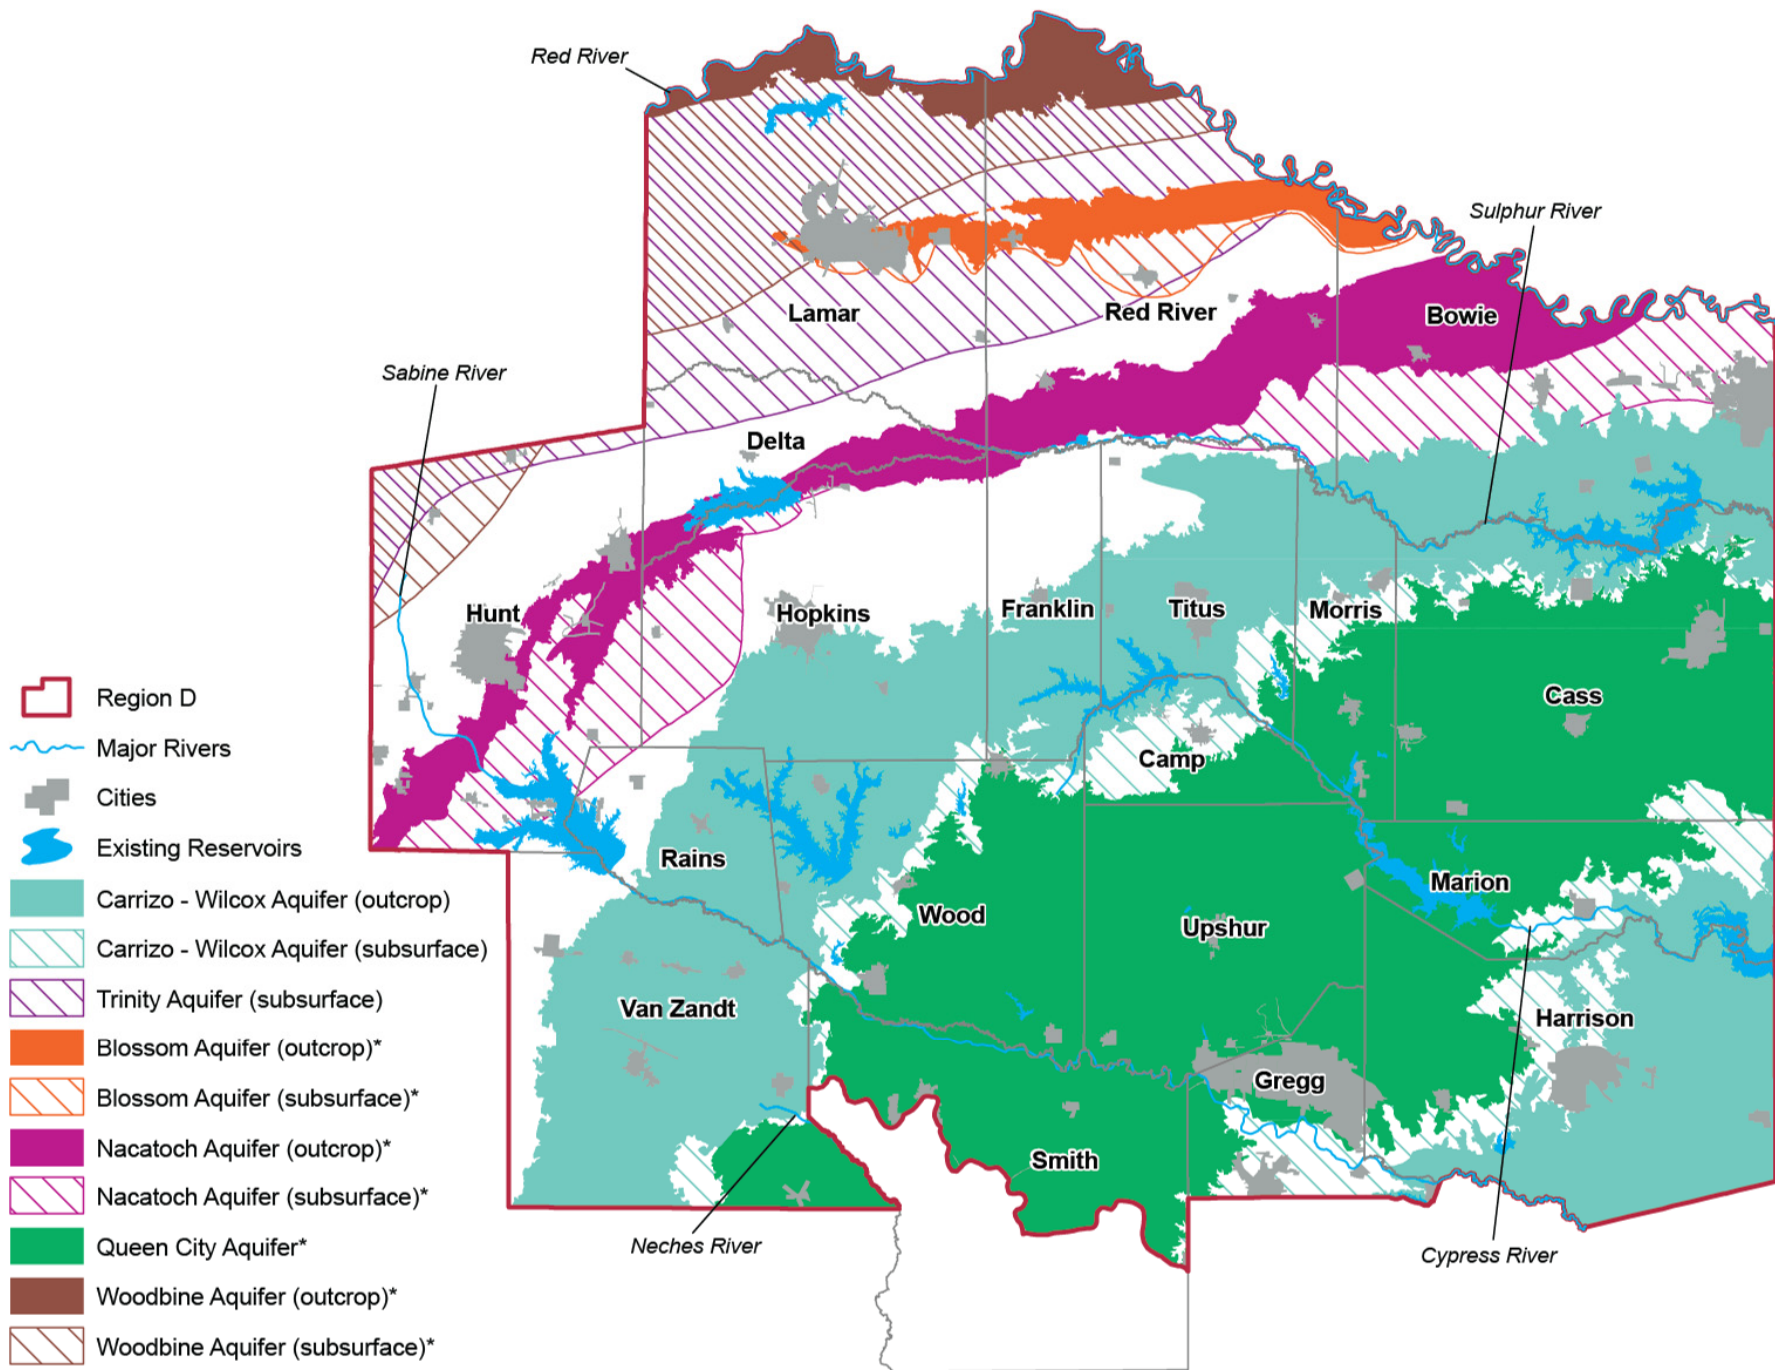 Red River
Sulphur River
Sabine River
Lamar
Red River
Bowie
Delta
Hunt
Hopkins
Franklin
Titus
Morris
Cass
Camp
Rains
Wood
Marion
Upshur
Van Zandt
Harrison
Gregg
Smith
Neches River
Cypress River
Region D
Major Rivers
Cities
Existing Reservoirs
Carrizo - Wilcox Aquifer (outcrop)
Carrizo - Wilcox Aquifer (subsurface)
Trinity Aquifer (subsurface)
Blossom Aquifer (outcrop)*
Blossom Aquifer (subsurface)*
Nacatoch Aquifer (outcrop)*
Nacatoch Aquifer (subsurface)*
Queen City Aquifer*
Woodbine Aquifer (outcrop)*
Woodbine Aquifer (subsurface)*